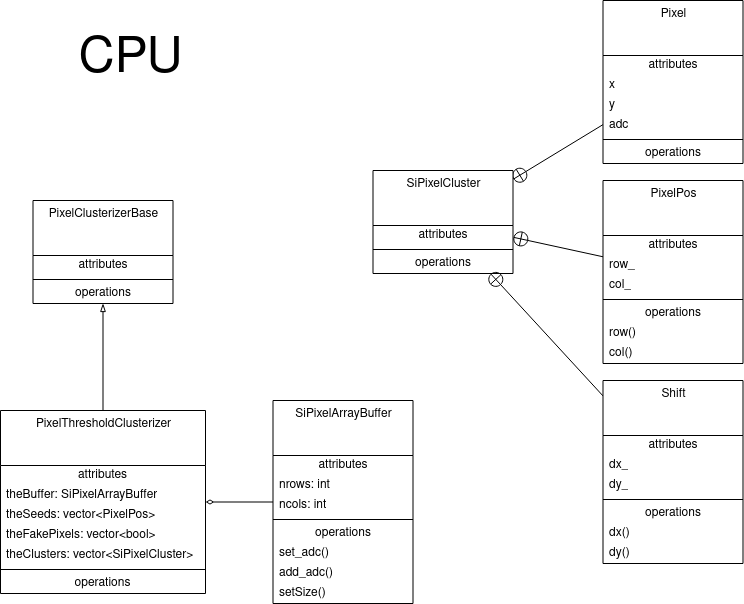 CPU
Pixel
attributes
x
y
adc
operations
SiPixelCluster
attributes
operations
PixelPos
attributes
row_
col_
operations
row()
col()
PixelClusterizerBase
attributes
operations
Shift
attributes
dx_
dy_
operations
dx()
dy()
PixelThresholdClusterizer
attributes
theBuffer: SiPixelArrayBuffer
theSeeds: vector<PixelPos>
theFakePixels: vector<bool>
theClusters: vector<SiPixelCluster>
operations
SiPixelArrayBuffer
attributes
nrows: int
ncols: int
operations
set_adc()
add_adc()
setSize()